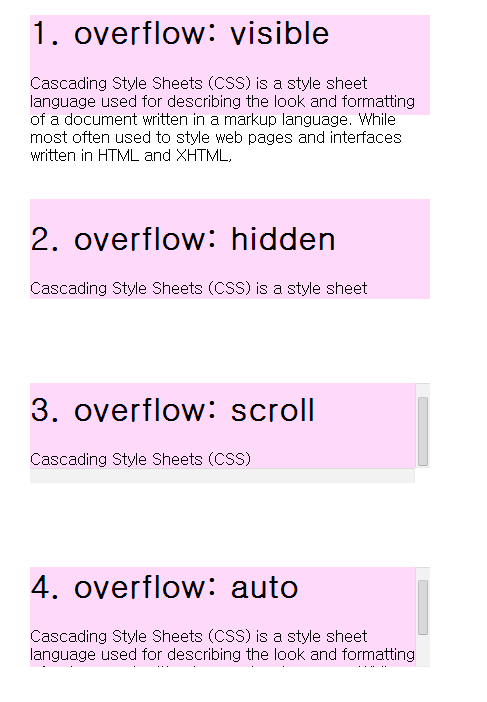 1. overflow: visible
Cascading Style Sheets (CSS) is a style sheet
language used for describing the look and formatting
of a document written in a markup language. While
most often used to style web pages and interfaces
written in HTML and XHTML,
2. overflow: hidden
Cascading Style Sheets (CSS) is a style sheet
3. overflow: scroll
Cascading Style Sheets (CSS)
4. overflow: auto
Cascading Style Sheets (CSS) is a style sheet
language used for describing the look and formatting